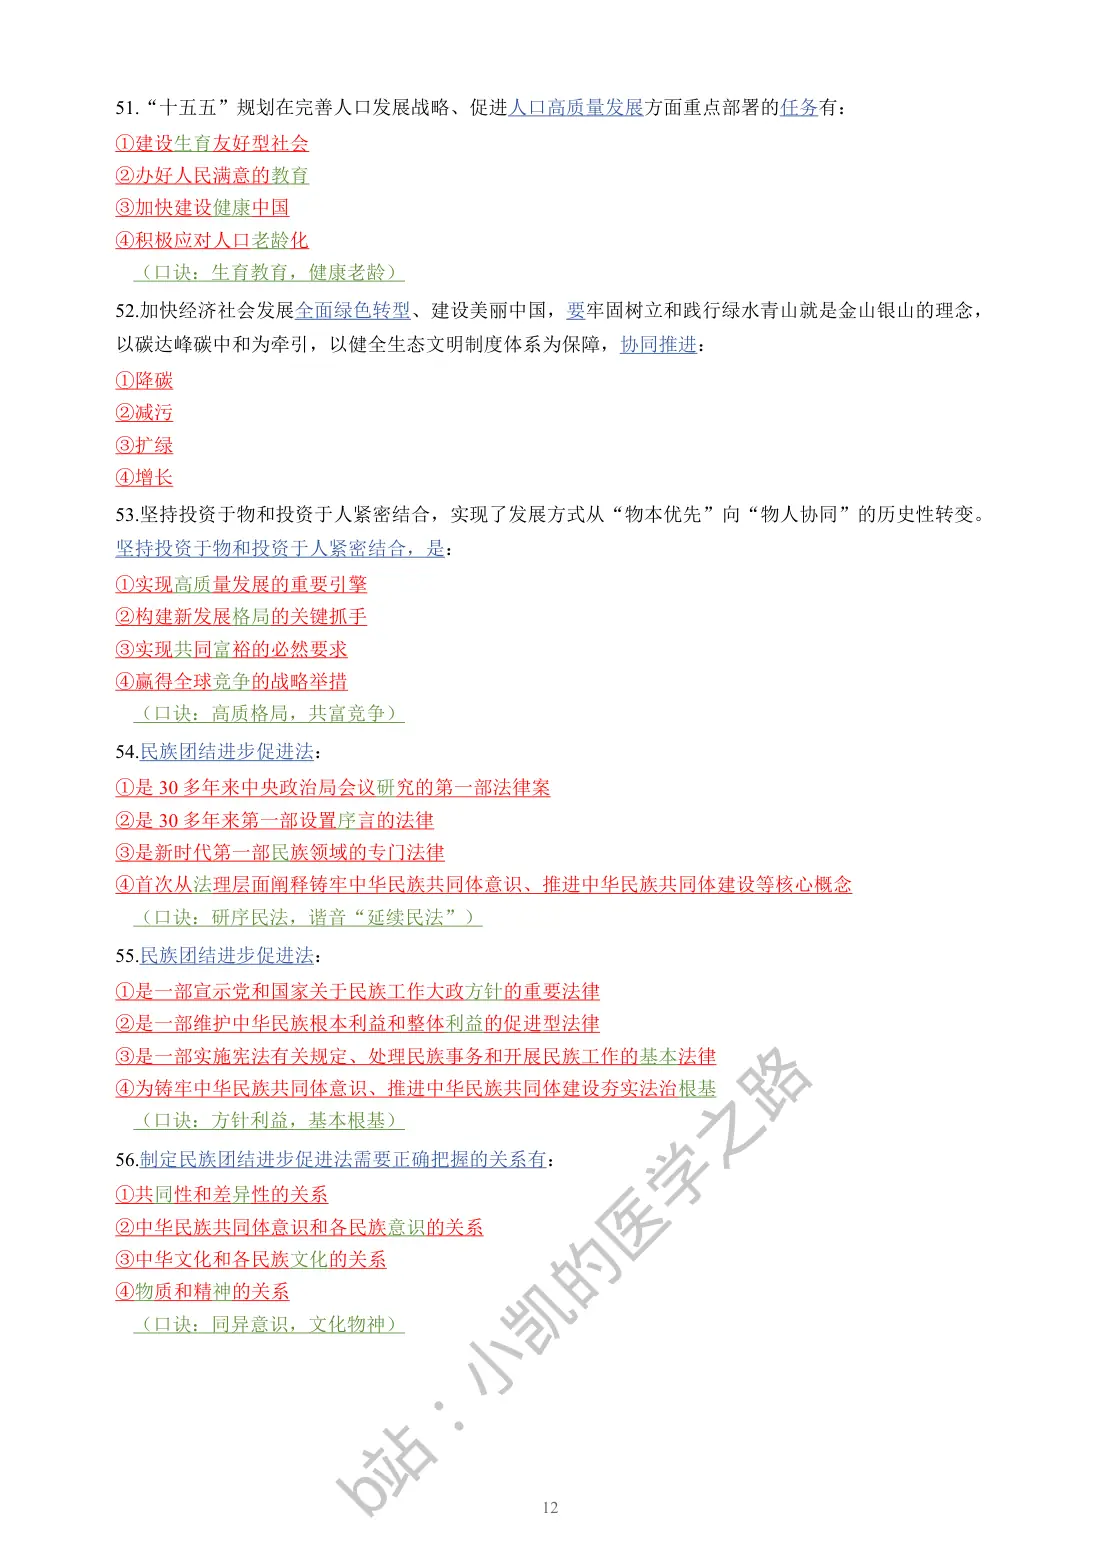 51.“十五五”规划在完善人口发展战略、促进人口高质量发展方面重点部署的任务有：
①建设生育友好型社会
②办好人民满意的教育
③加快建设健康中国
④积极应对人口老龄化
（口诀：生育教育，健康老龄）
52.加快经济社会发展全面绿色转型、建设美丽中国，要牢固树立和践行绿水青山就是金山银山的理念，
以碳达峰碳中和为牵引，以健全生态文明制度体系为保障，协同推进：
①降碳
②减污
③扩绿
④增长
53.坚持投资于物和投资于人紧密结合，实现了发展方式从“物本优先”向“物人协同”的历史性转变。
坚持投资于物和投资于人紧密结合，是：
①实现高质量发展的重要引擎
②构建新发展格局的关键抓手
③实现共同富裕的必然要求
④赢得全球竞争的战略举措
（口诀：高质格局，共富竞争）
54.民族团结进步促进法：
①是 30 多年来中央政治局会议研究的第一部法律案
②是 30 多年来第一部设置序言的法律
③是新时代第一部民族领域的专门法律
④首次从法理层面阐释铸牢中华民族共同体意识、推进中华民族共同体建设等核心概念
（口诀：研序民法，谐音“延续民法”）
55.民族团结进步促进法：
①是一部宣示党和国家关于民族工作大政方针的重要法律
②是一部维护中华民族根本利益和整体利益的促进型法律
③是一部实施宪法有关规定、处理民族事务和开展民族工作的基本法律
④为铸牢中华民族共同体意识、推进中华民族共同体建设夯实法治根基
（口诀：方针利益，基本根基）
56.制定民族团结进步促进法需要正确把握的关系有：
①共同性和差异性的关系
②中华民族共同体意识和各民族意识的关系
③中华文化和各民族文化的关系
④物质和精神的关系
（口诀：同异意识，文化物神）
b站：小凯的医学之路
12